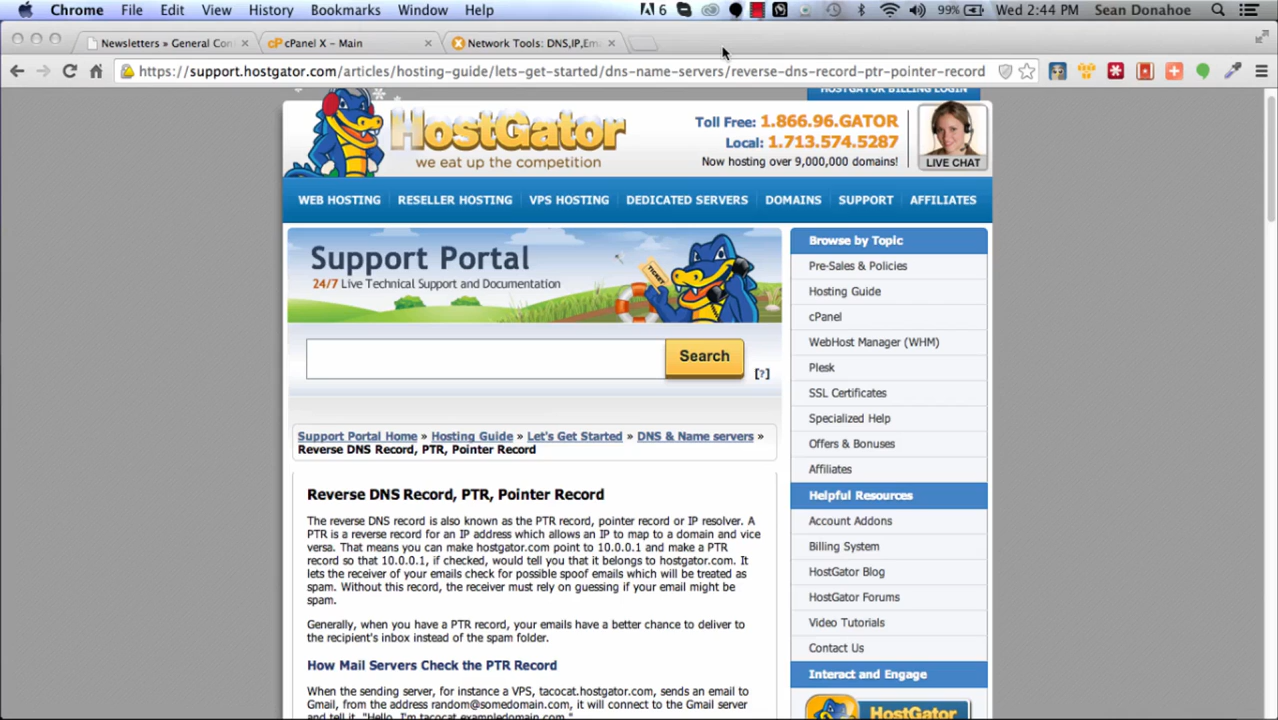 Chrome File Edit View History Bookmarks Window Help 6 99% Wed 2:44 PM Sean Donahoe
Newsletters » General Con cPanel X - Main Network Tools: DNS,IP,Em
https://support.hostgator.com/articles/hosting-guide/lets-get-started/dns-name-servers/reverse-dns-record-ptr-pointer-record
HOSTGATOR BILLING LOGIN
HostGator
we eat up the competition
Toll Free: 1.866.96.GATOR
Local: 1.713.574.5287
Now hosting over 9,000,000 domains!
LIVE CHAT
WEB HOSTING RESELLER HOSTING VPS HOSTING DEDICATED SERVERS DOMAINS SUPPORT AFFILIATES
Support Portal
24/7 Live Technical Support and Documentation
TICKET
Search
[?]
Support Portal Home » Hosting Guide » Let's Get Started » DNS & Name servers »
Reverse DNS Record, PTR, Pointer Record
Reverse DNS Record, PTR, Pointer Record
The reverse DNS record is also known as the PTR record, pointer record or IP resolver. A
PTR is a reverse record for an IP address which allows an IP to map to a domain and vice
versa. That means you can make hostgator.com point to 10.0.0.1 and make a PTR
record so that 10.0.0.1, if checked, would tell you that it belongs to hostgator.com. It
lets the receiver of your emails check for possible spoof emails which will be treated as
spam. Without this record, the receiver must rely on guessing if your email might be
spam.
Generally, when you have a PTR record, your emails have a better chance to deliver to
the recipient's inbox instead of the spam folder.
How Mail Servers Check the PTR Record
When the sending server, for instance a VPS, tacocat.hostgator.com, sends an email to
Gmail, from the address random@somedomain.com, it will connect to the Gmail server
and tell it, "Hello, I'm tacocat.exampledomain.com."
Browse by Topic
Pre-Sales & Policies
Hosting Guide
cPanel
WebHost Manager (WHM)
Plesk
SSL Certificates
Specialized Help
Offers & Bonuses
Affiliates
Helpful Resources
Account Addons
Billing System
HostGator Blog
HostGator Forums
Video Tutorials
Contact Us
Interact and Engage
HostGator